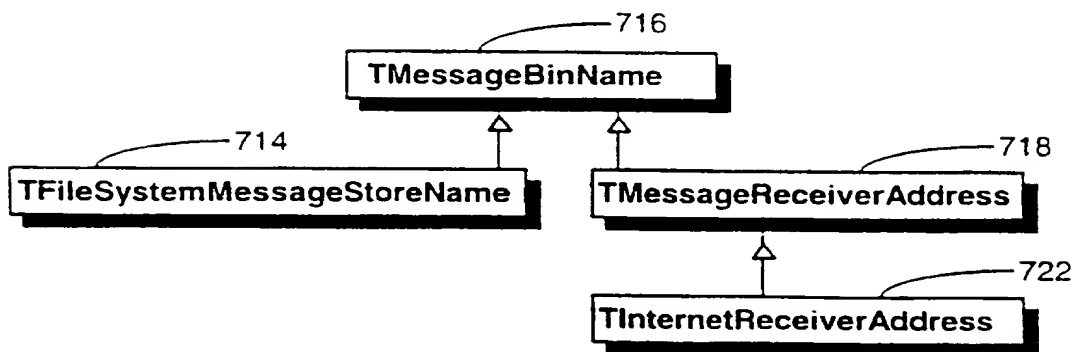 716
TMessageBinName
714
718
TFileSystemMessageStoreName
TMessageReceiverAddress
722
TInternetReceiverAddress